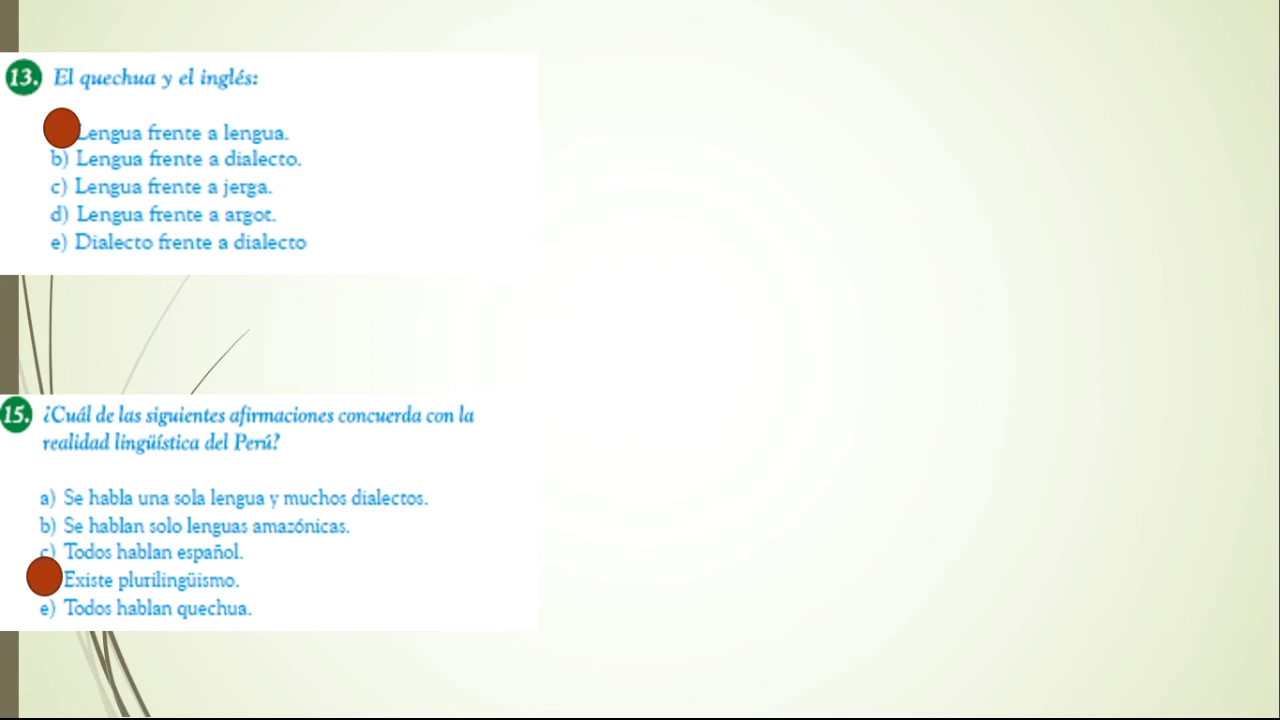 13. El quechua y el inglés:
Lengua frente a lengua.
b) Lengua frente a dialecto.
c) Lengua frente a jerga.
d) Lengua frente a argot.
e) Dialecto frente a dialecto
15. ¿Cuál de las siguientes afirmaciones concuerda con la
realidad lingüística del Perú?
a) Se habla una sola lengua y muchos dialectos.
b) Se hablan solo lenguas amazónicas.
c) Todos hablan español.
Existe plurilingüismo.
e) Todos hablan quechua.